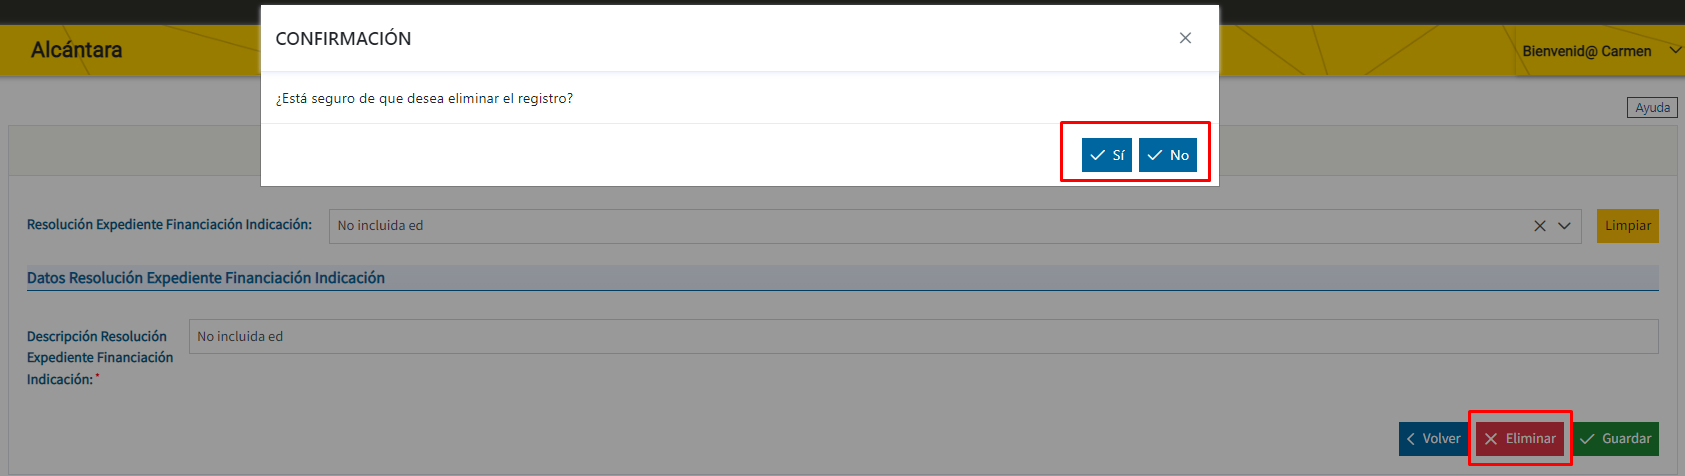 CONFIRMACIÓN
Alcántara
Bienvenid@ Carmen
¿Está seguro de que desea eliminar el registro?
Ayuda
Sí
No
Resolución Expediente Financiación Indicación:
No incluida ed
Limpiar
Datos Resolución Expediente Financiación Indicación
Descripción Resolución
Expediente Financiación
Indicación: *
No incluida ed
Volver
Eliminar
Guardar